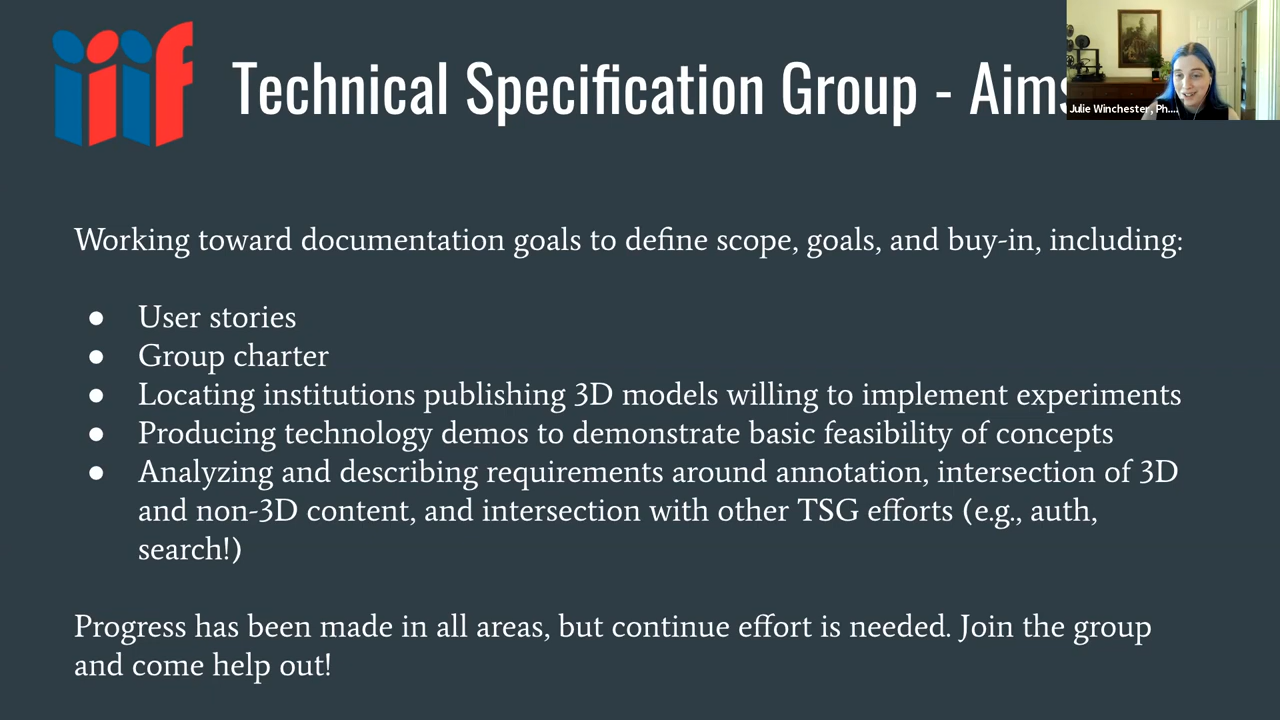 iiif
Technical Specification Group - Aims
Julie Winchester, Ph....
Working toward documentation goals to define scope, goals, and buy-in, including:
● User stories
● Group charter
● Locating institutions publishing 3D models willing to implement experiments
● Producing technology demos to demonstrate basic feasibility of concepts
● Analyzing and describing requirements around annotation, intersection of 3D
and non-3D content, and intersection with other TSG efforts (e.g., auth,
search!)
Progress has been made in all areas, but continue effort is needed. Join the group
and come help out!